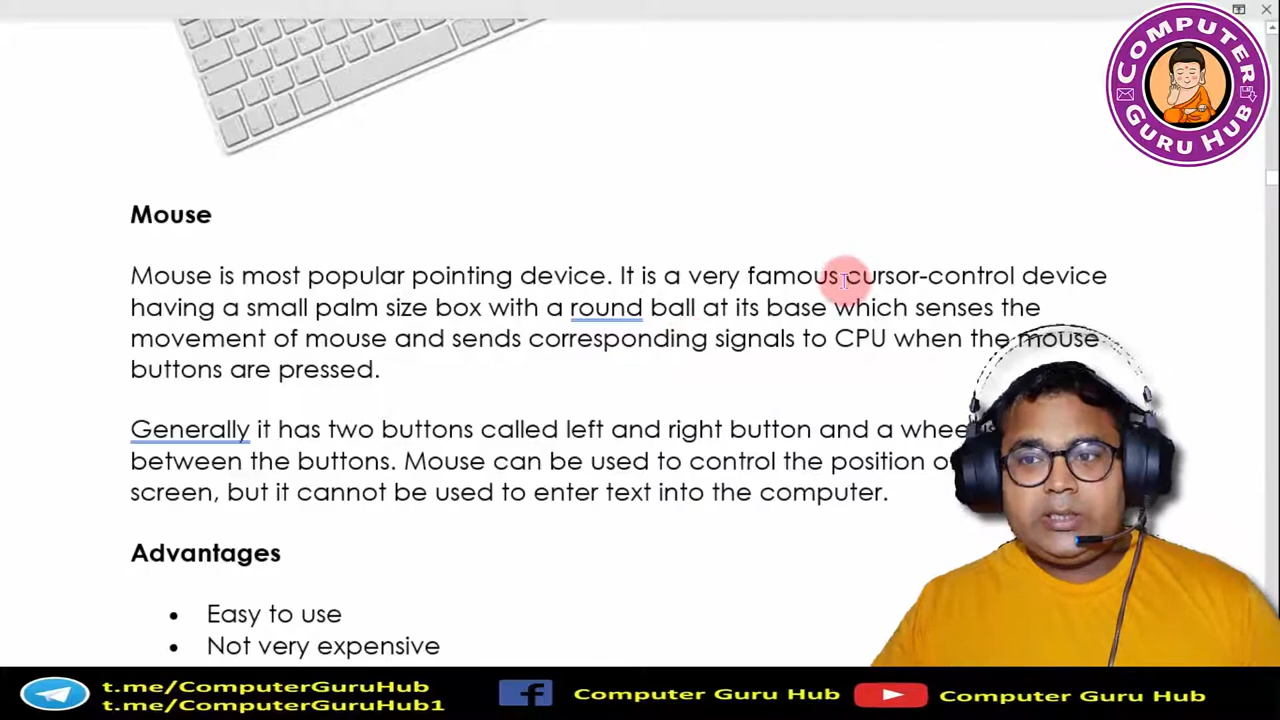 COMPUTER
GURU HUB
Mouse
Mouse is most popular pointing device. It is a very famous cursor-control device
having a small palm size box with a round ball at its base which senses the
movement of mouse and sends corresponding signals to CPU when the mouse
buttons are pressed.
Generally it has two buttons called left and right button and a wheel
between the buttons. Mouse can be used to control the position
screen, but it cannot be used to enter text into the computer.
Advantages
• Easy to use
• Not very expensive
t.me/ComputerGuruHub
t.me/ComputerGuruHub1
Computer Guru Hub
Computer Guru Hub